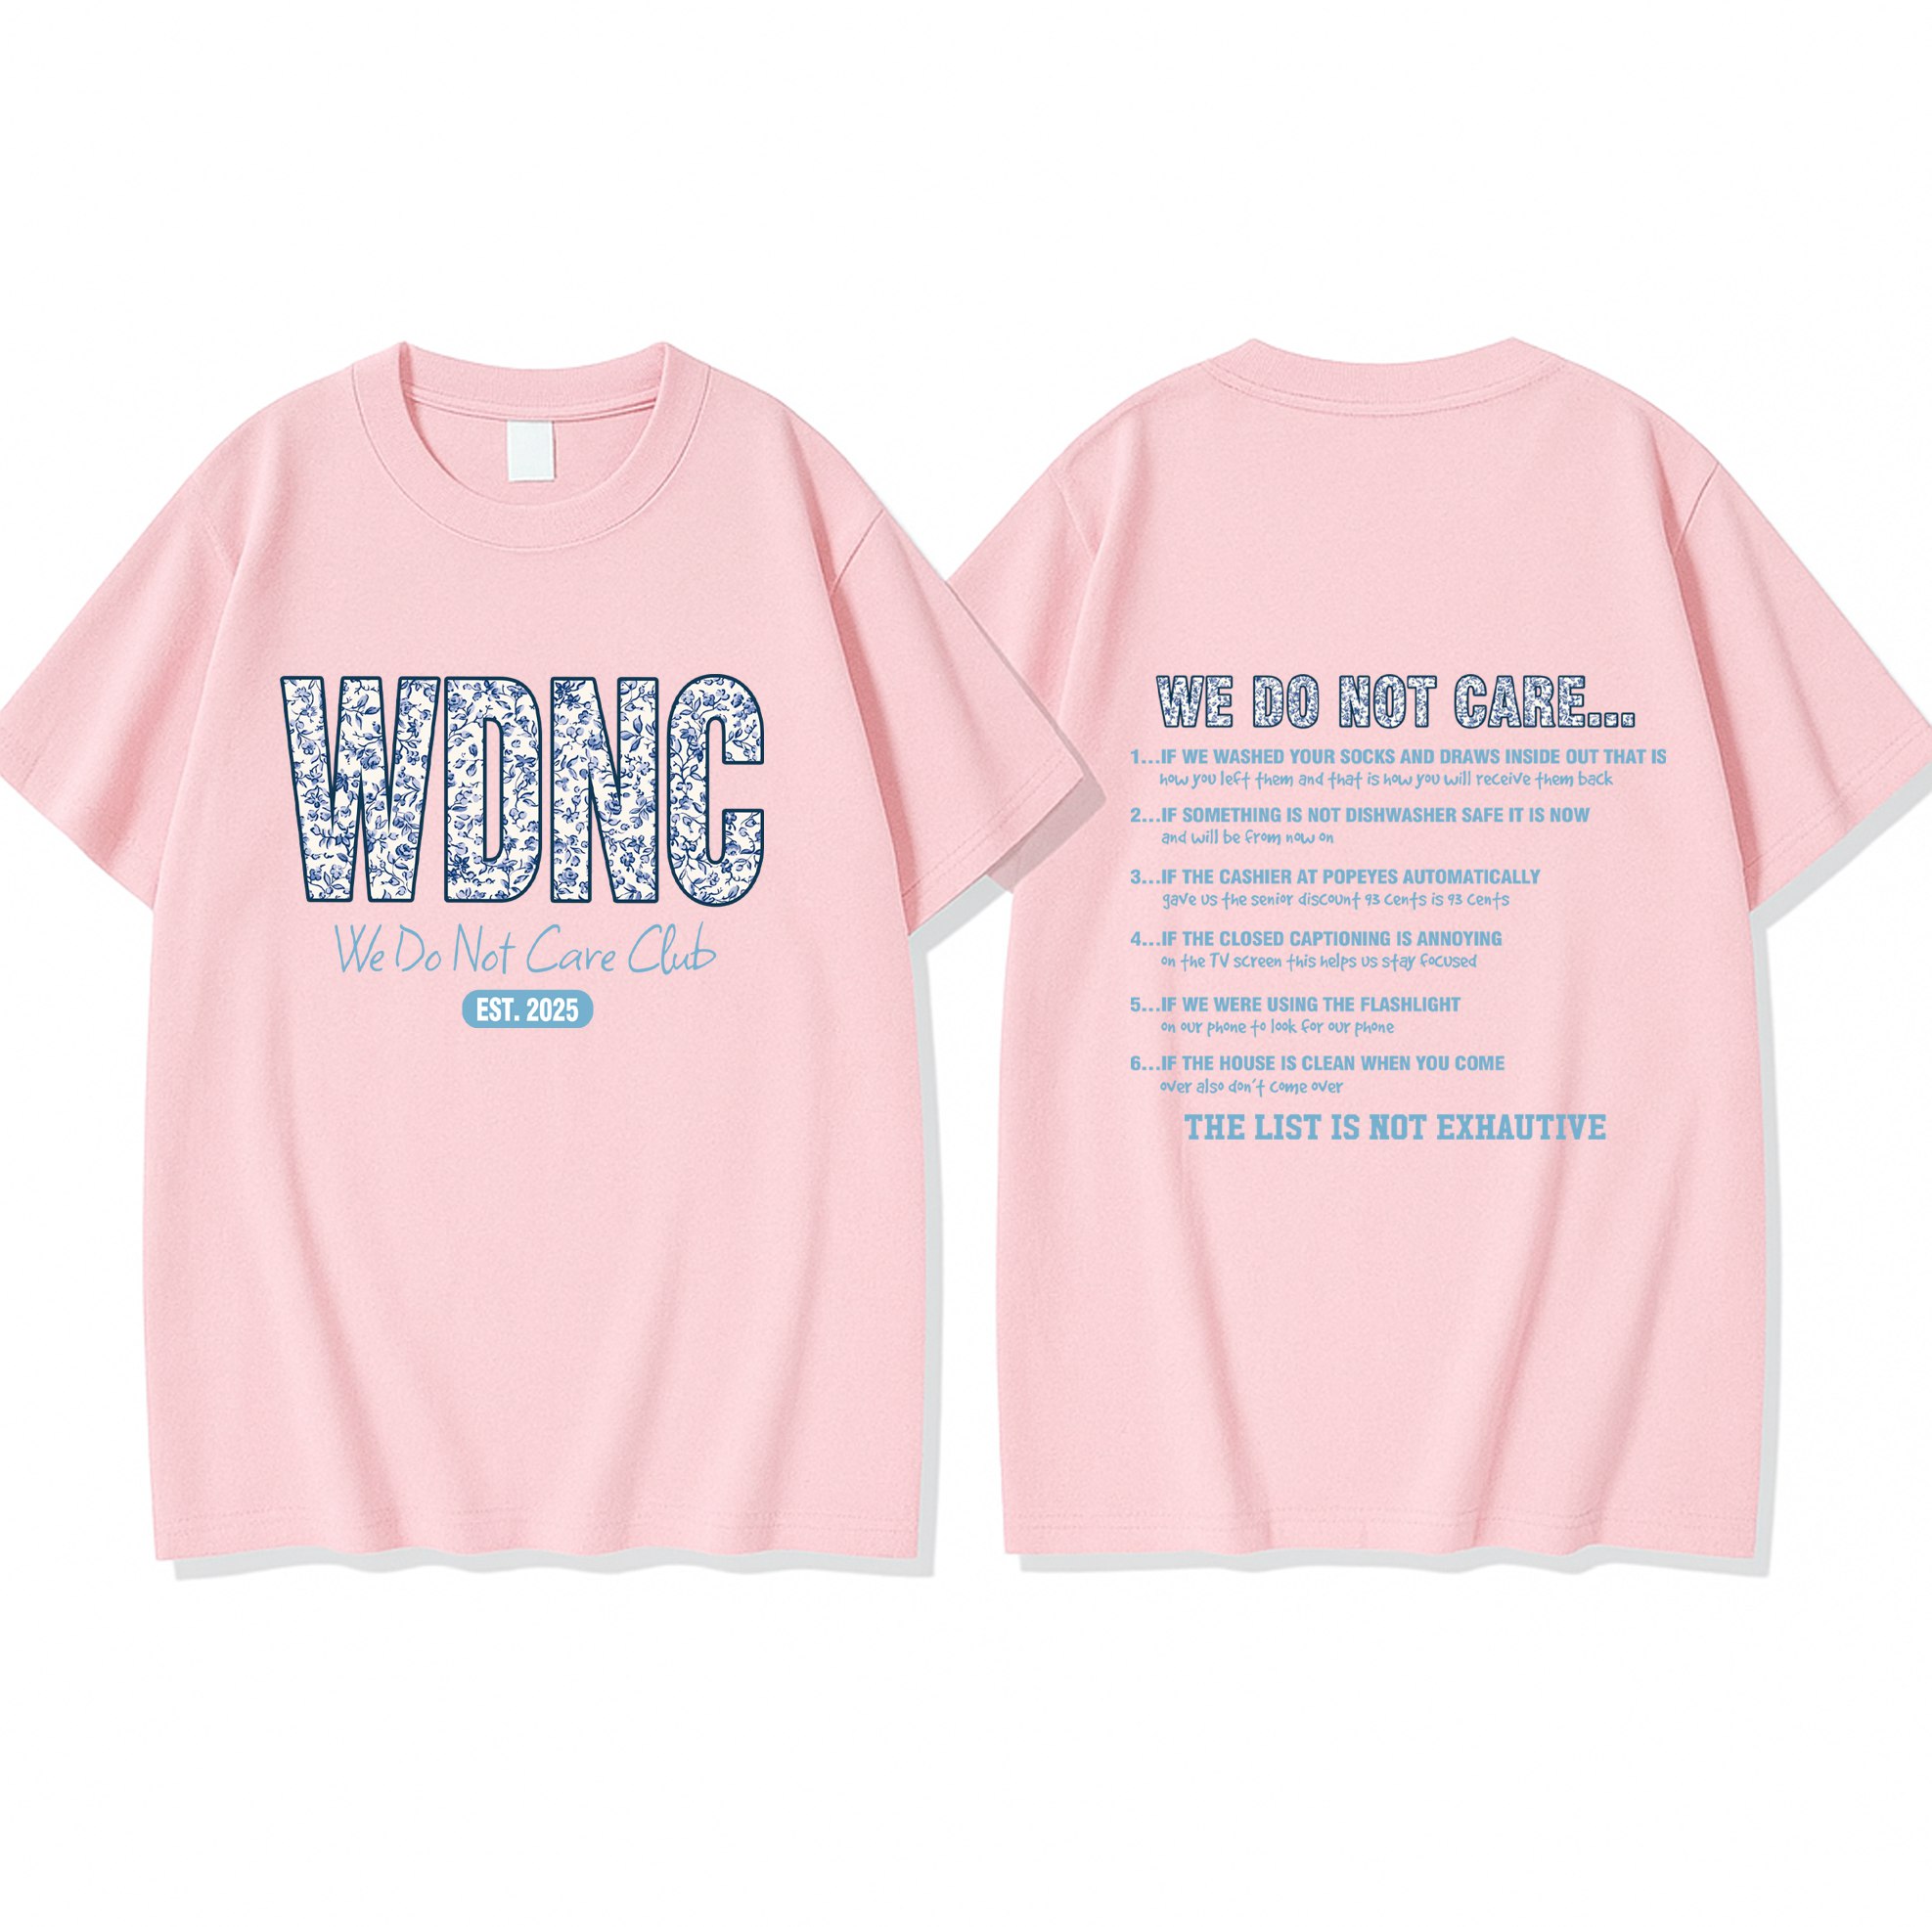 WDNC
We Do Not Care Club
EST. 2025
WE DO NOT CARE...
1...IF WE WASHED YOUR SOCKS AND DRAWS INSIDE OUT THAT IS
how you left them and that is how you will receive them back
2...IF SOMETHING IS NOT DISHWASHER SAFE IT IS NOW
and will be from now on
3...IF THE CASHIER AT POPEYES AUTOMATICALLY
gave us the senior discount 93 cents is 93 cents
4...IF THE CLOSED CAPTIONING IS ANNOYING
on the TV screen this helps us stay focused
5...IF WE WERE USING THE FLASHLIGHT
on our phone to look for our phone
6...IF THE HOUSE IS CLEAN WHEN YOU COME
over also don't come over
THE LIST IS NOT EXHAUTIVE